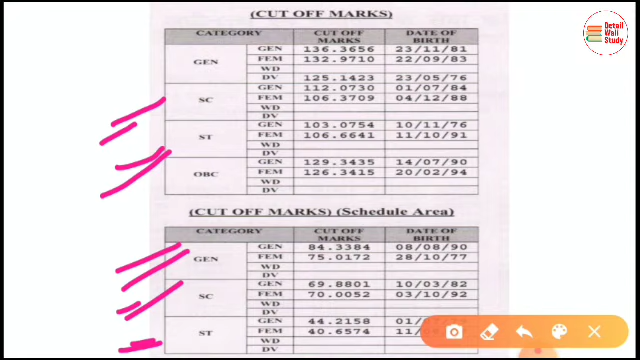 (CUT OFF MARKS)
Detail Wall Study
CATEGORY CUT OFF MARKS DATE OF BIRTH
GEN GEN 136.3656 23/11/81
FEM 132.9710 22/09/83
WD
DV 125.1423 23/05/76
SC GEN 112.0730 01/07/84
FEM 106.3709 04/12/88
WD
DV
ST GEN 103.0754 10/11/76
FEM 106.6641 11/10/91
WD
DV
OBC GEN 129.3435 14/07/90
FEM 126.3415 20/02/94
WD
DV
(CUT OFF MARKS) (Schedule Area)
CATEGORY CUT OFF MARKS DATE OF BIRTH
GEN GEN 84.3384 08/08/90
FEM 75.0172 28/10/77
WD
DV
SC GEN 69.8801 10/03/82
FEM 70.0052 03/10/92
WD
DV
ST GEN 44.2158 01/
FEM 40.6574 11/
WD
DV